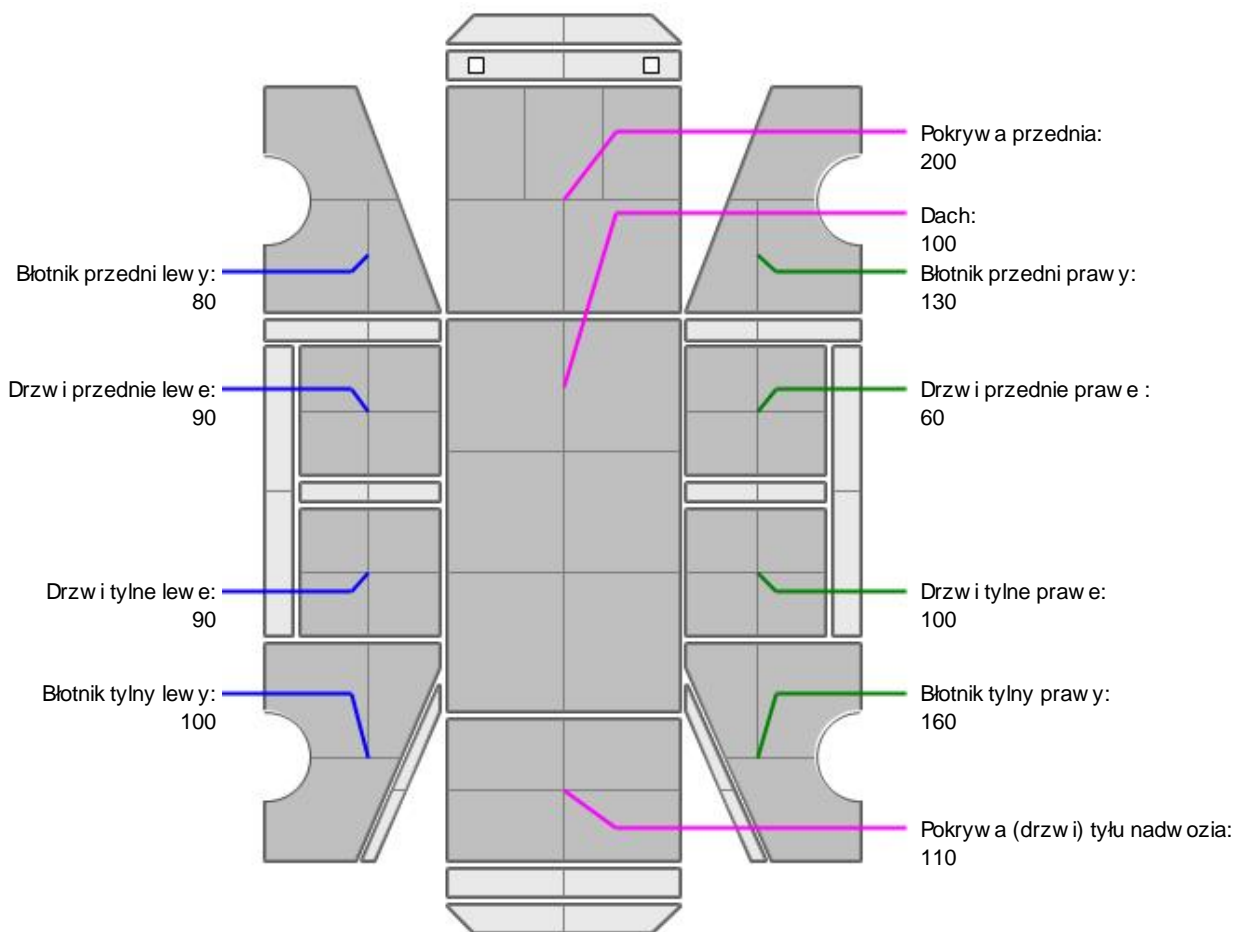 Pokrywa przednia:
200
Dach:
100
Błotnik przedni lewy:
80
Błotnik przedni prawy:
130
Drzwi przednie lewe:
90
Drzwi przednie prawe :
60
Drzwi tylne lewe:
90
Drzwi tylne prawe:
100
Błotnik tylny lewy:
100
Błotnik tylny prawy:
160
Pokrywa (drzwi) tyłu nadwozia:
110